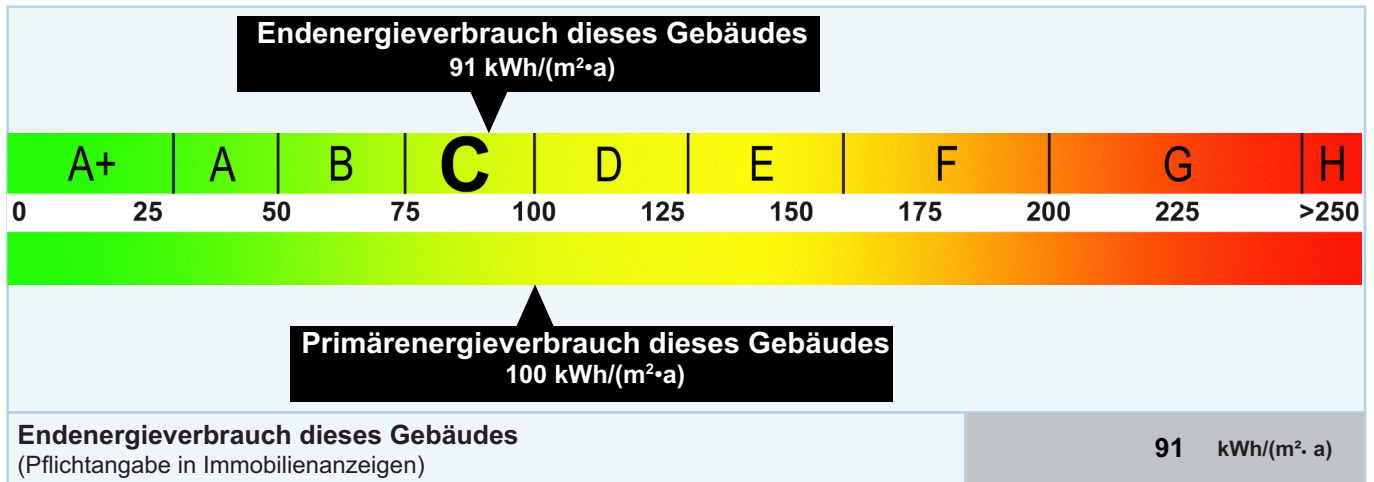 Endenergieverbrauch dieses Gebäudes
91 kWh/(m²•a)
A+ A B C D E F G H
0 25 50 75 100 125 150 175 200 225 >250
Primärenergieverbrauch dieses Gebäudes
100 kWh/(m²•a)
Endenergieverbrauch dieses Gebäudes
(Pflichtangabe in Immobilienanzeigen)
91 kWh/(m²· a)